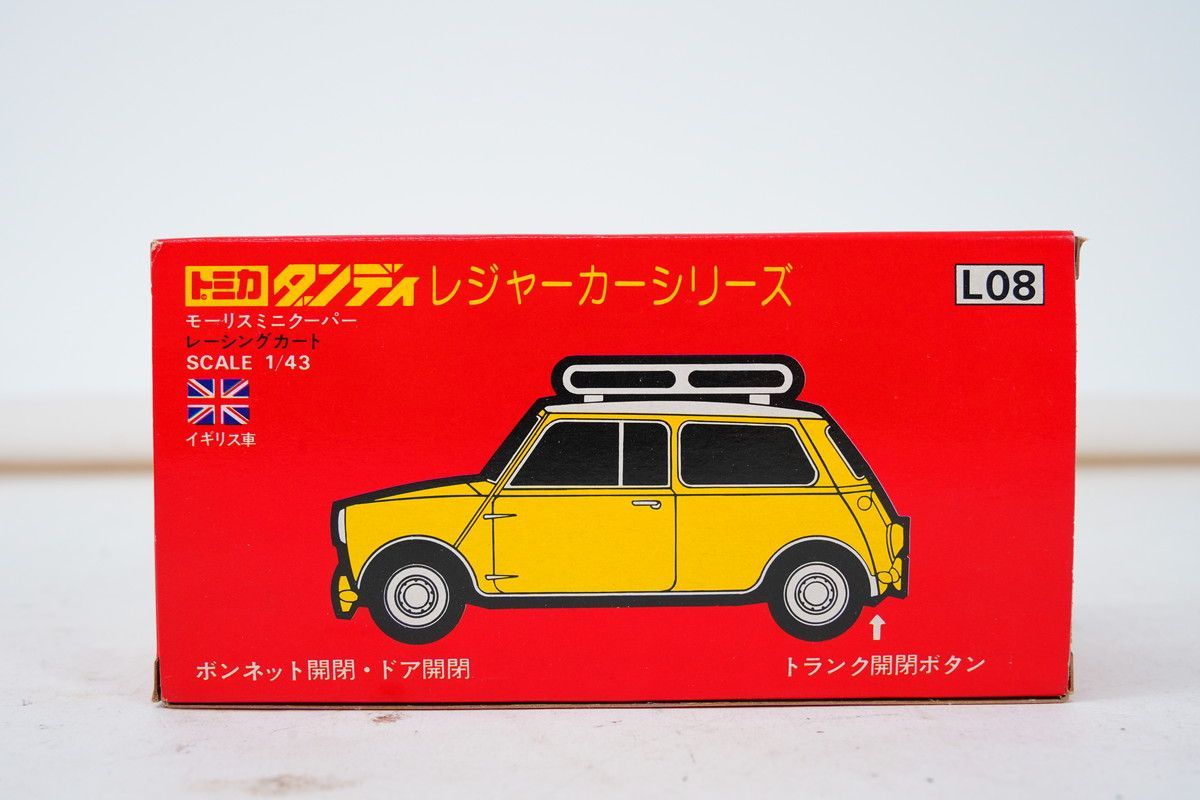 トミカ ダンディ レジャーカーシリーズ
L08
モーリスミニクーパー
レーシングカート
SCALE 1/43
イギリス車
ボンネット開閉・ドア開閉
トランク開閉ボタン